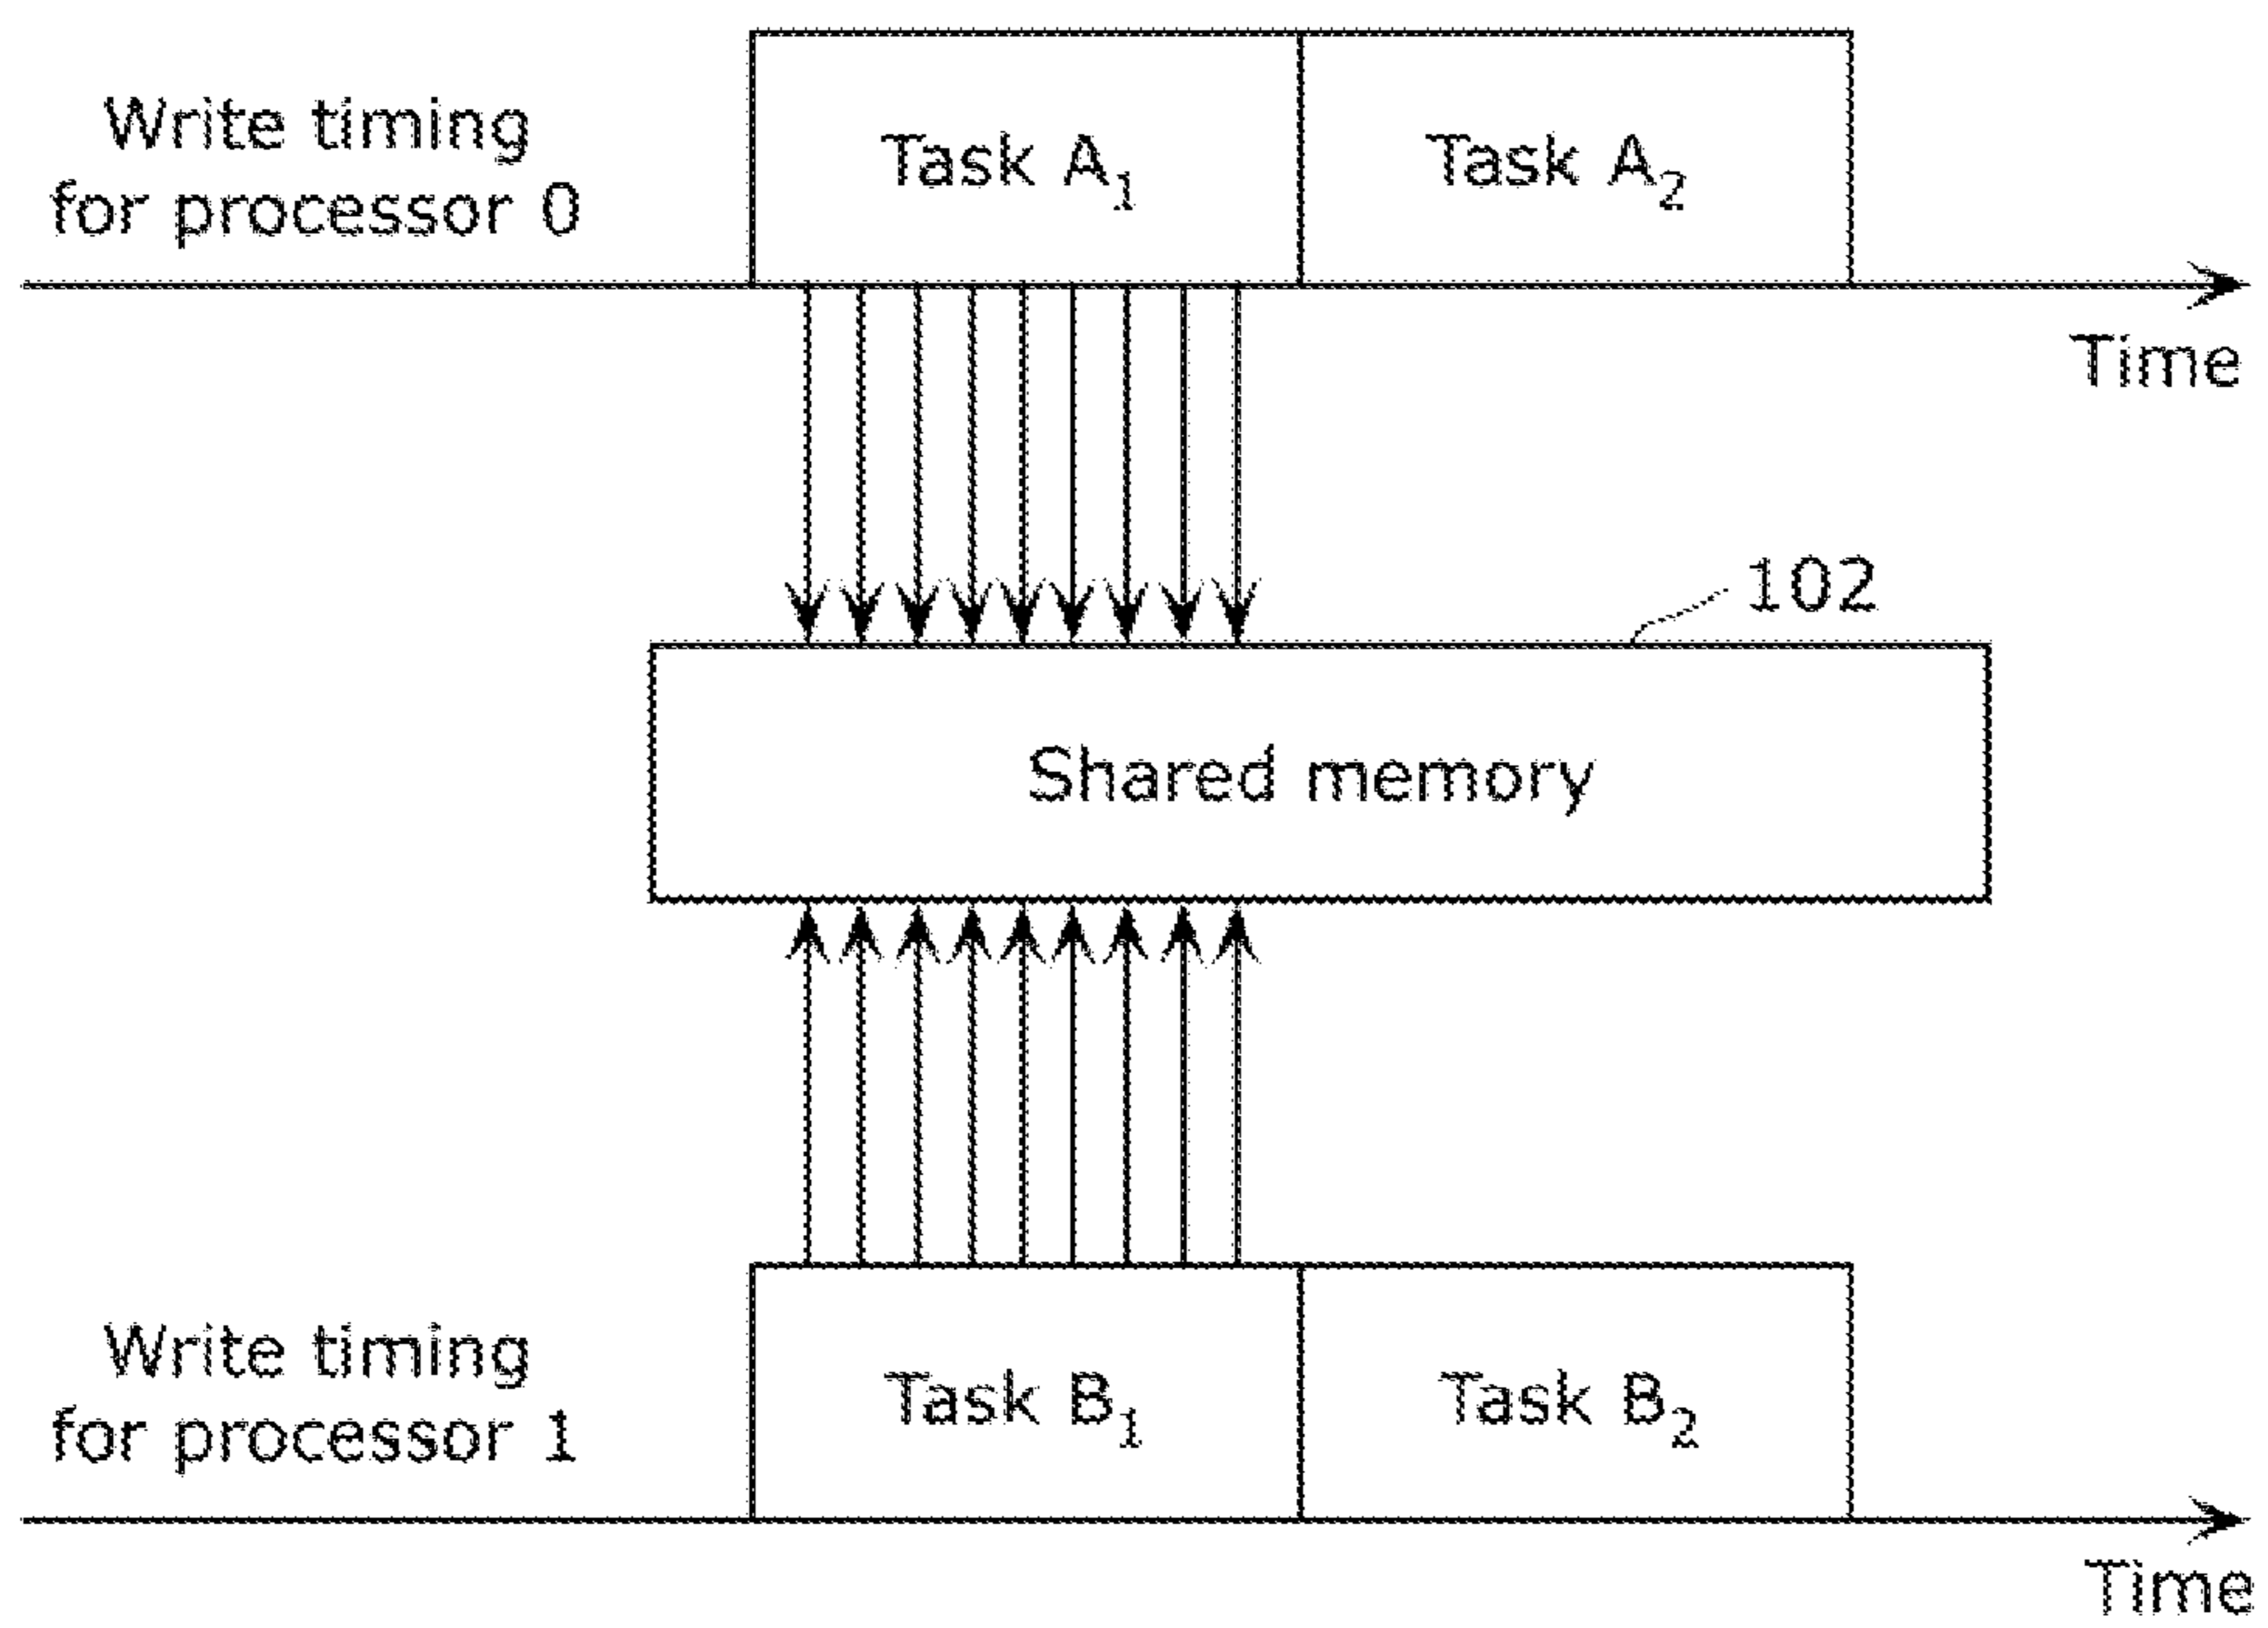 Write timing
for processor 0
Task A1
Task A2
Time
102
Shared memory
Write timing
for processor 1
Task B1
Task B2
Time